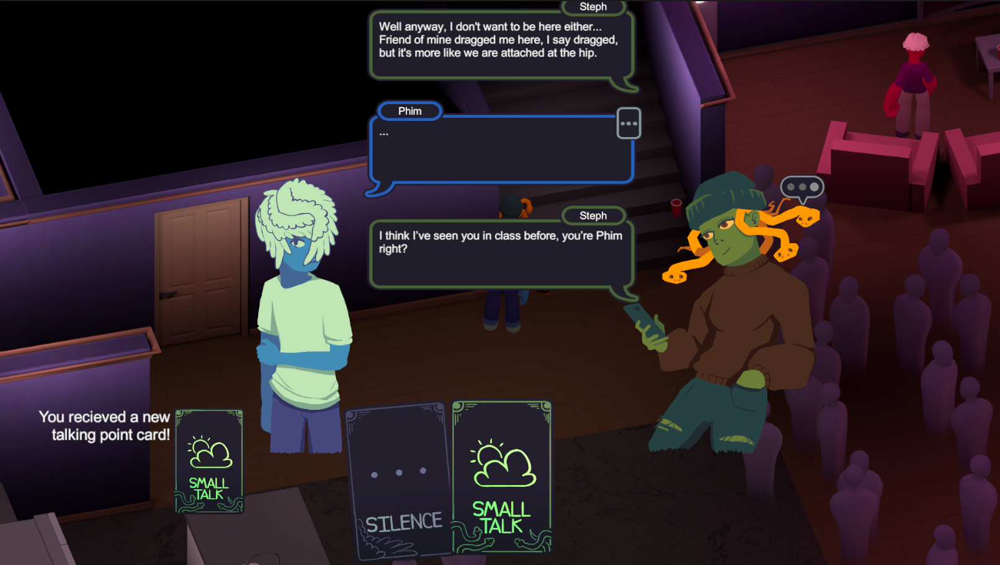 Steph
Well anyway, I don't want to be here either...
Friend of mine dragged me here, I say dragged,
but it's more like we are attached at the hip.
Phim
...
Steph
I think I've seen you in class before, you're Phim
right?
You recieved a new
talking point card!
SMALL
TALK
SILENCE
SMALL
TALK